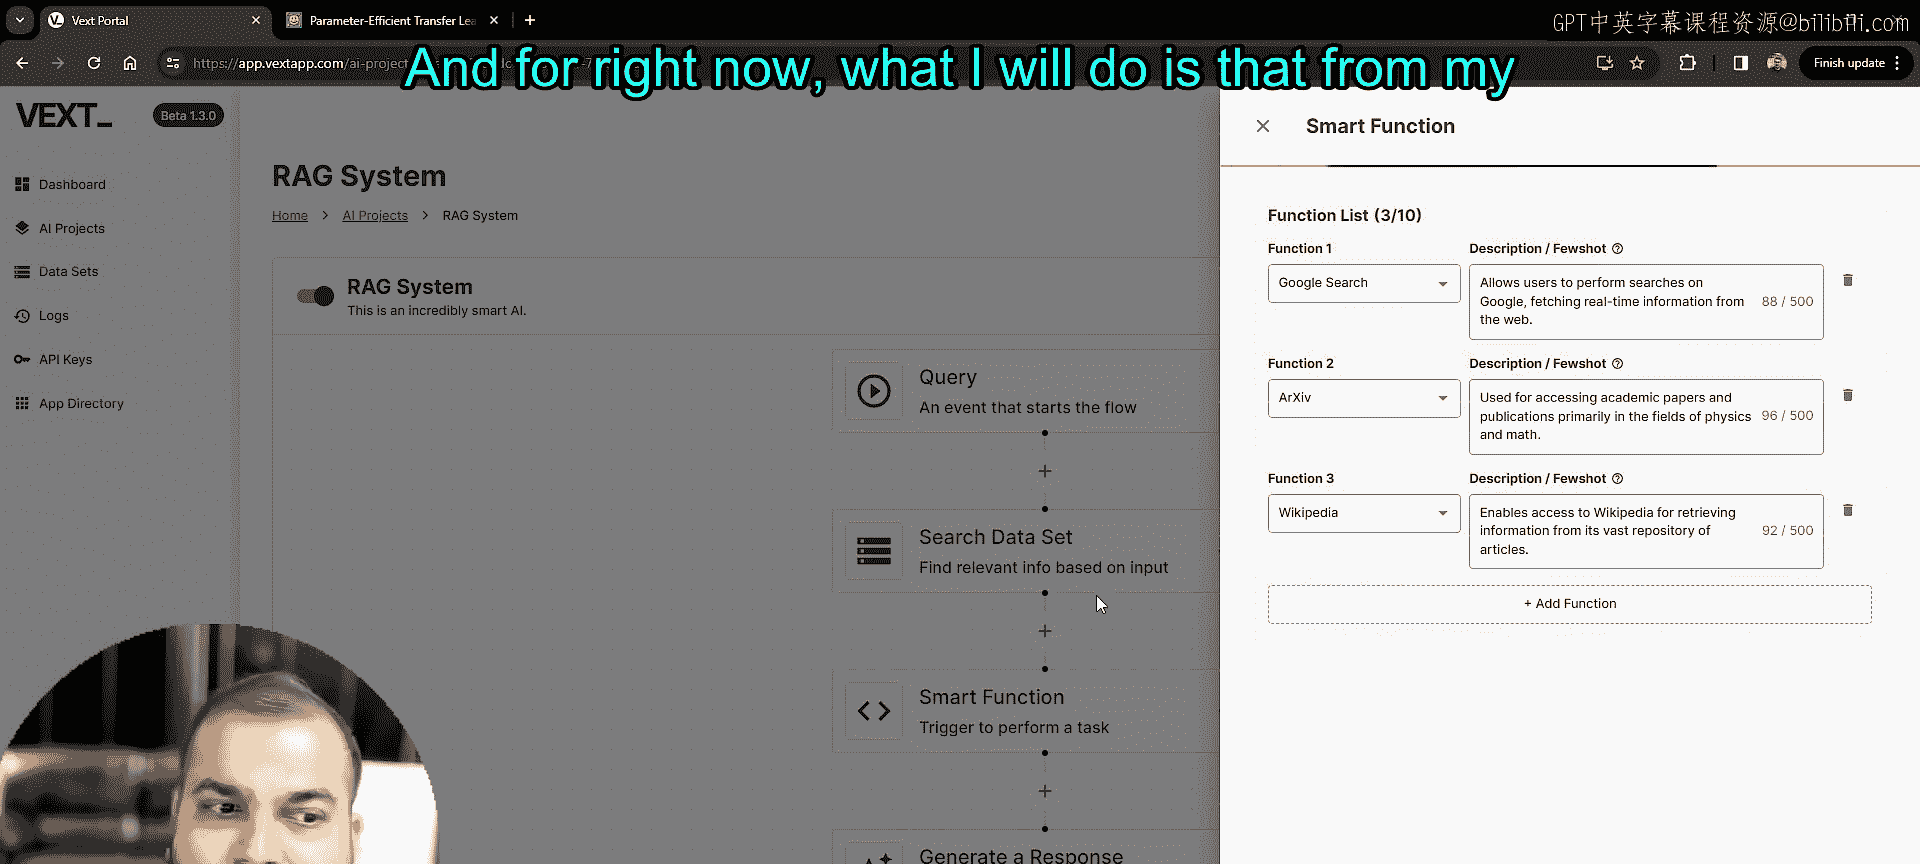 Vext Portal
Parameter-Efficient Transfer Lea
GPT中英字幕课程资源@bilibili.com
https://app.vextapp.com/ai-project
Finish update
And for right now, what I will do is that from my
VEXT_
Beta 1.3.0
Dashboard
AI Projects
Data Sets
Logs
API Keys
App Directory
RAG System
Home > AI Projects > RAG System
RAG System
This is an incredibly smart AI.
Query
An event that starts the flow
Search Data Set
Find relevant info based on input
Smart Function
Trigger to perform a task
Generate a Response
Smart Function
Function List (3/10)
Function 1
Description / Fewshot
Google Search
Allows users to perform searches on
Google, fetching real-time information from
the web.
88 / 500
Function 2
Description / Fewshot
ArXiv
Used for accessing academic papers and
publications primarily in the fields of physics
and math.
96 / 500
Function 3
Description / Fewshot
Wikipedia
Enables access to Wikipedia for retrieving
information from its vast repository of
articles.
92 / 500
+ Add Function